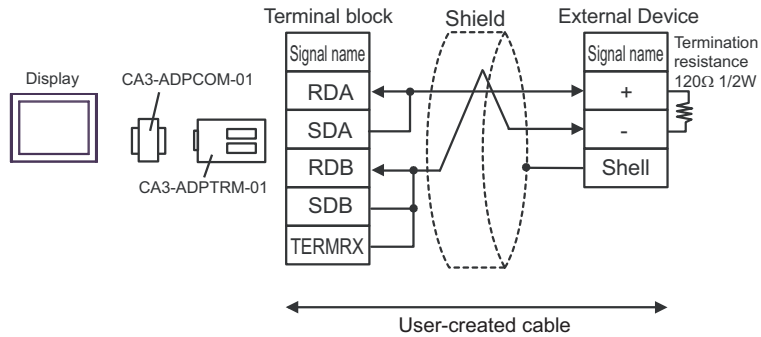 Terminal block
Shield
External Device
Display
CA3-ADPCOM-01
CA3-ADPTRM-01
Signal name
RDA
SDA
RDB
SDB
TERMRX
Signal name
+
-
Shell
Termination
resistance
120Ω 1/2W
User-created cable